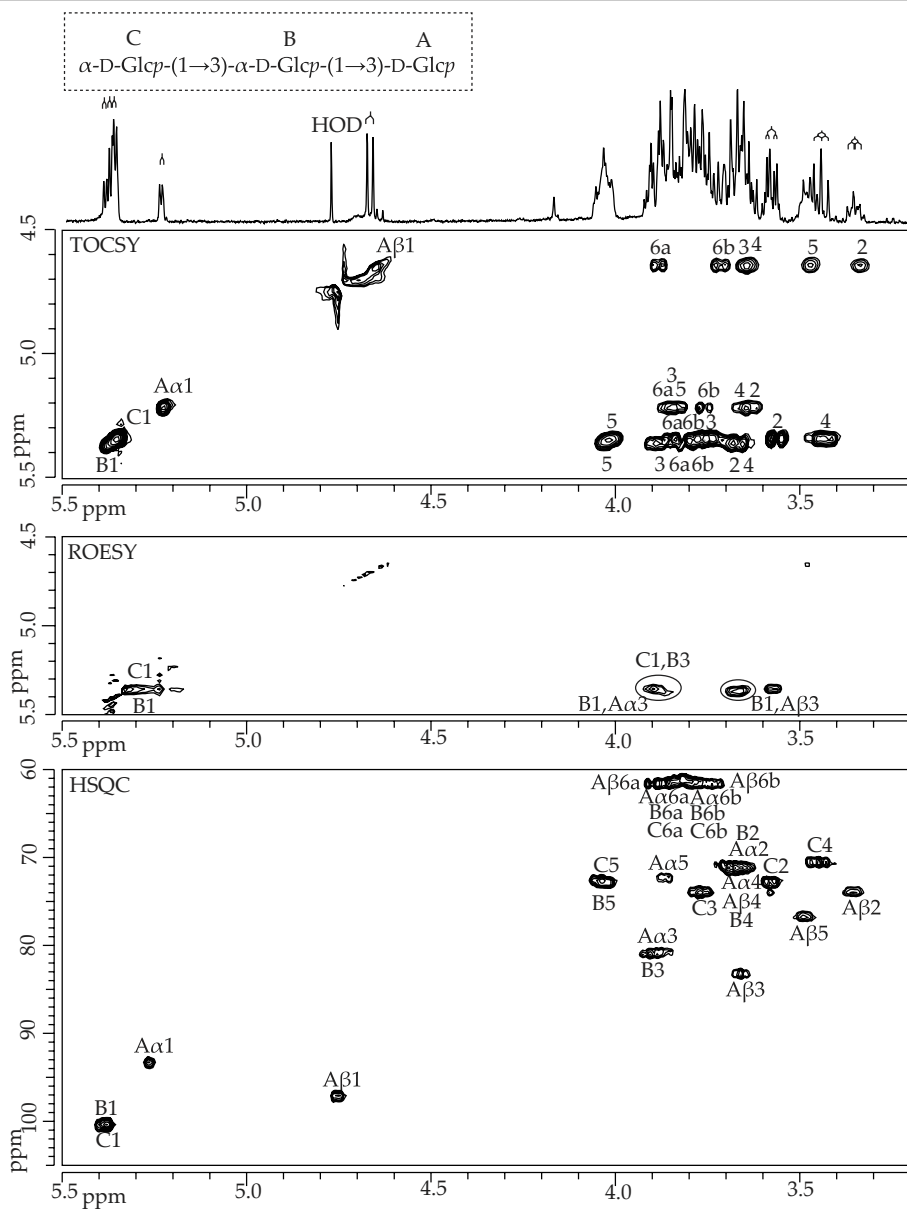 C B A
α-D-Glcp-(1→3)-α-D-Glcp-(1→3)-D-Glcp
HOD
4.5
TOCSY
Aβ1 6a 6b 34 5 2
5.0
Aα1 3
6a5 6b 4 2
C1 5 6a6b3 2 4
B1 5 3 6a 6b 2 4
ppm
5.5
5.5 ppm 5.0 4.5 4.0 3.5
4.5
ROESY
5.0
C1 C1,B3
B1 B1,Aα3 B1,Aβ3
ppm
5.5
5.5 ppm 5.0 4.5 4.0 3.5
60
HSQC
Aβ6a Aβ6b
Aα6a Aα6b
B6a B6b
C6a C6b B2
70
C5 Aα5 Aα2 C2 C4
B5 C3 Aα4 Aβ2
Aβ4
B4 Aβ5
80
Aα3
B3 Aβ3
90
Aα1
Aβ1
B1
100
C1
ppm
5.5 ppm 5.0 4.5 4.0 3.5